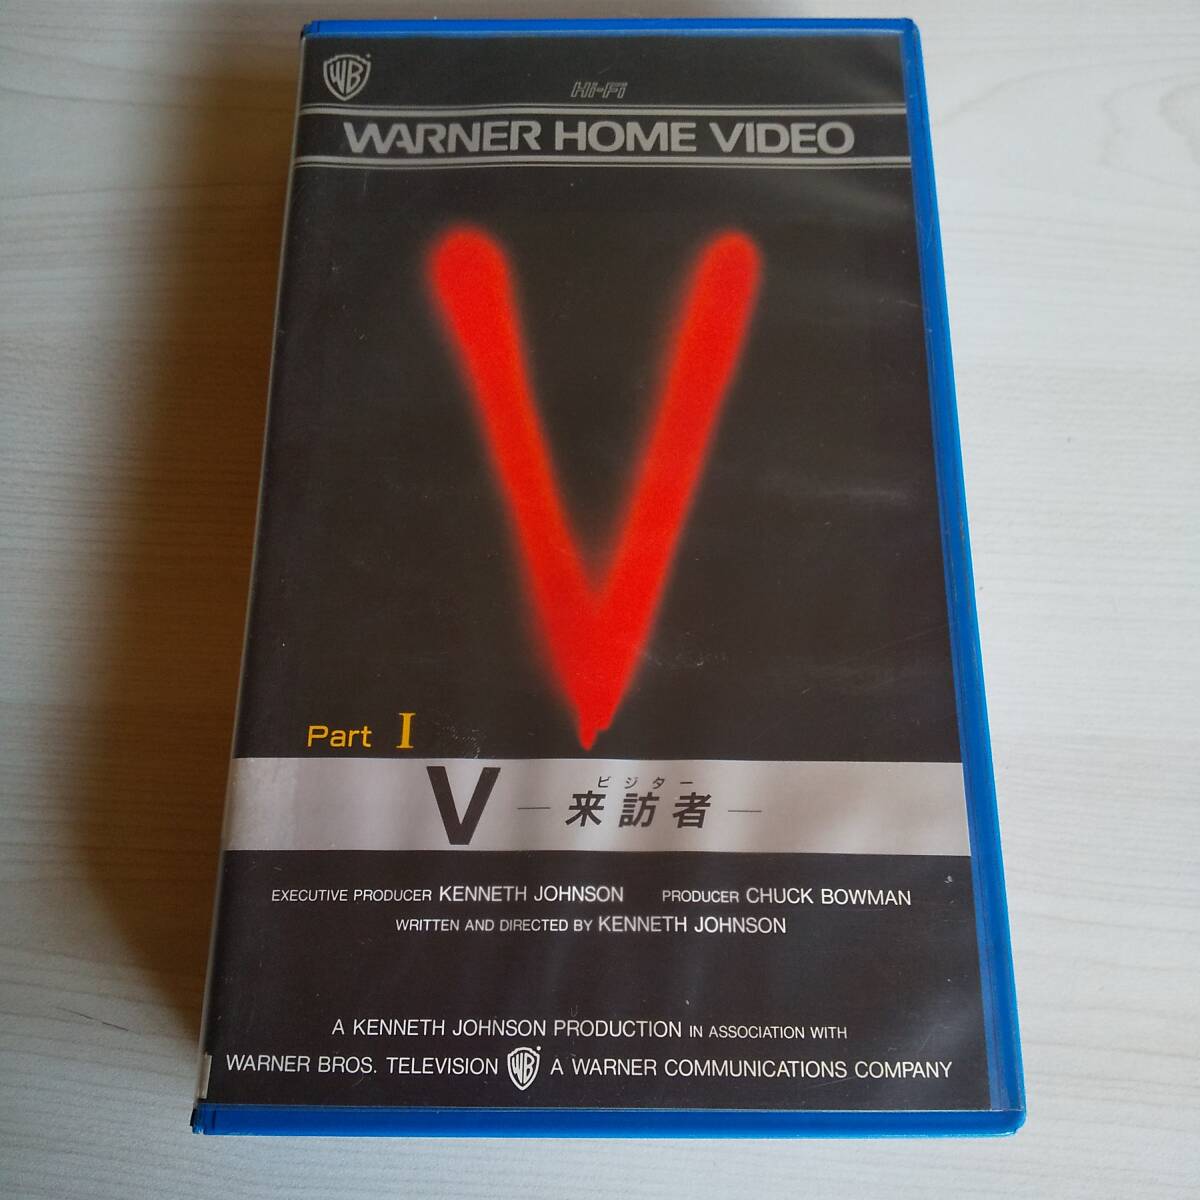 WB
Hi-Fi
WARNER HOME VIDEO
V
Part I
ビジター
V —来訪者—
EXECUTIVE PRODUCER KENNETH JOHNSON PRODUCER CHUCK BOWMAN
WRITTEN AND DIRECTED BY KENNETH JOHNSON
A KENNETH JOHNSON PRODUCTION IN ASSOCIATION WITH
WARNER BROS. TELEVISION WB A WARNER COMMUNICATIONS COMPANY